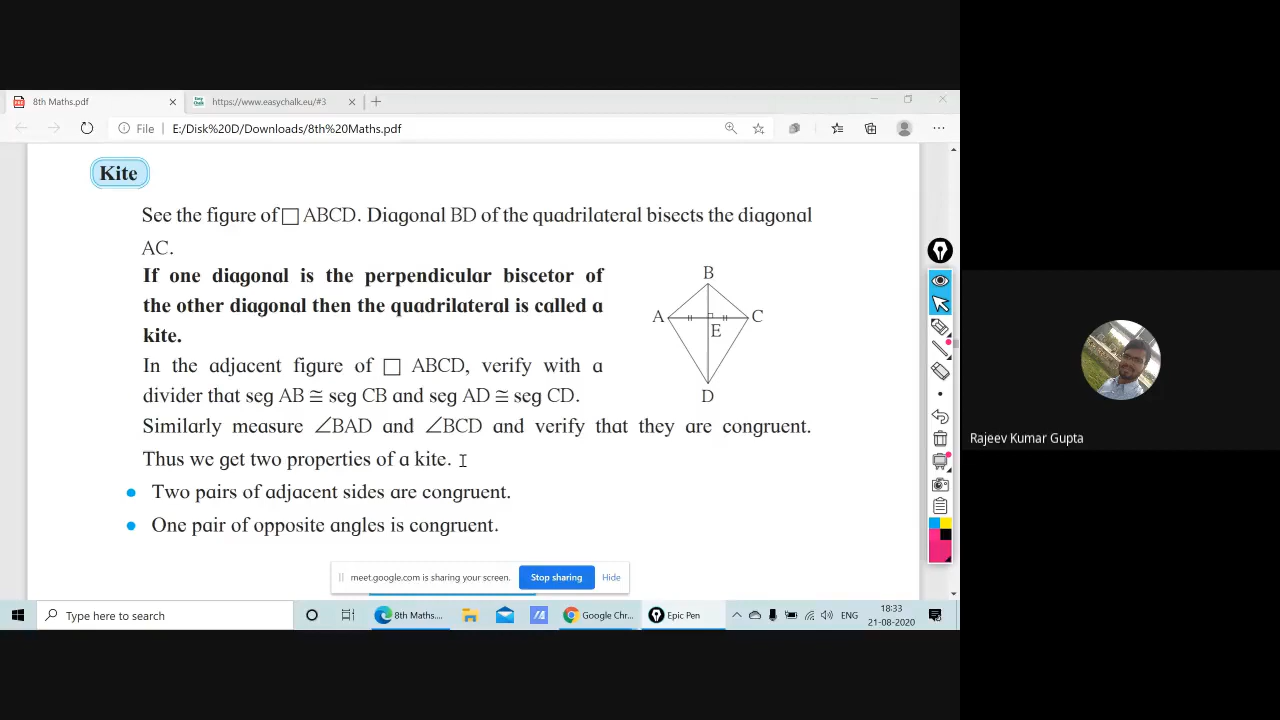 8th Maths.pdf
https://www.easychalk.eu/#3
File
E:/Disk%20D/Downloads/8th%20Maths.pdf
Kite
See the figure of □ ABCD. Diagonal BD of the quadrilateral bisects the diagonal
AC.
If one diagonal is the perpendicular biscetor of
the other diagonal then the quadrilateral is called a
kite.
In the adjacent figure of □ ABCD, verify with a
divider that seg AB ≅ seg CB and seg AD ≅ seg CD.
Similarly measure ∠BAD and ∠BCD and verify that they are congruent.
Thus we get two properties of a kite.
• Two pairs of adjacent sides are congruent.
• One pair of opposite angles is congruent.
B
A
C
E
D
Rajeev Kumar Gupta
meet.google.com is sharing your screen.
Stop sharing
Hide
Type here to search
8th Maths....
Google Chr...
Epic Pen
ENG
18:33
21-08-2020